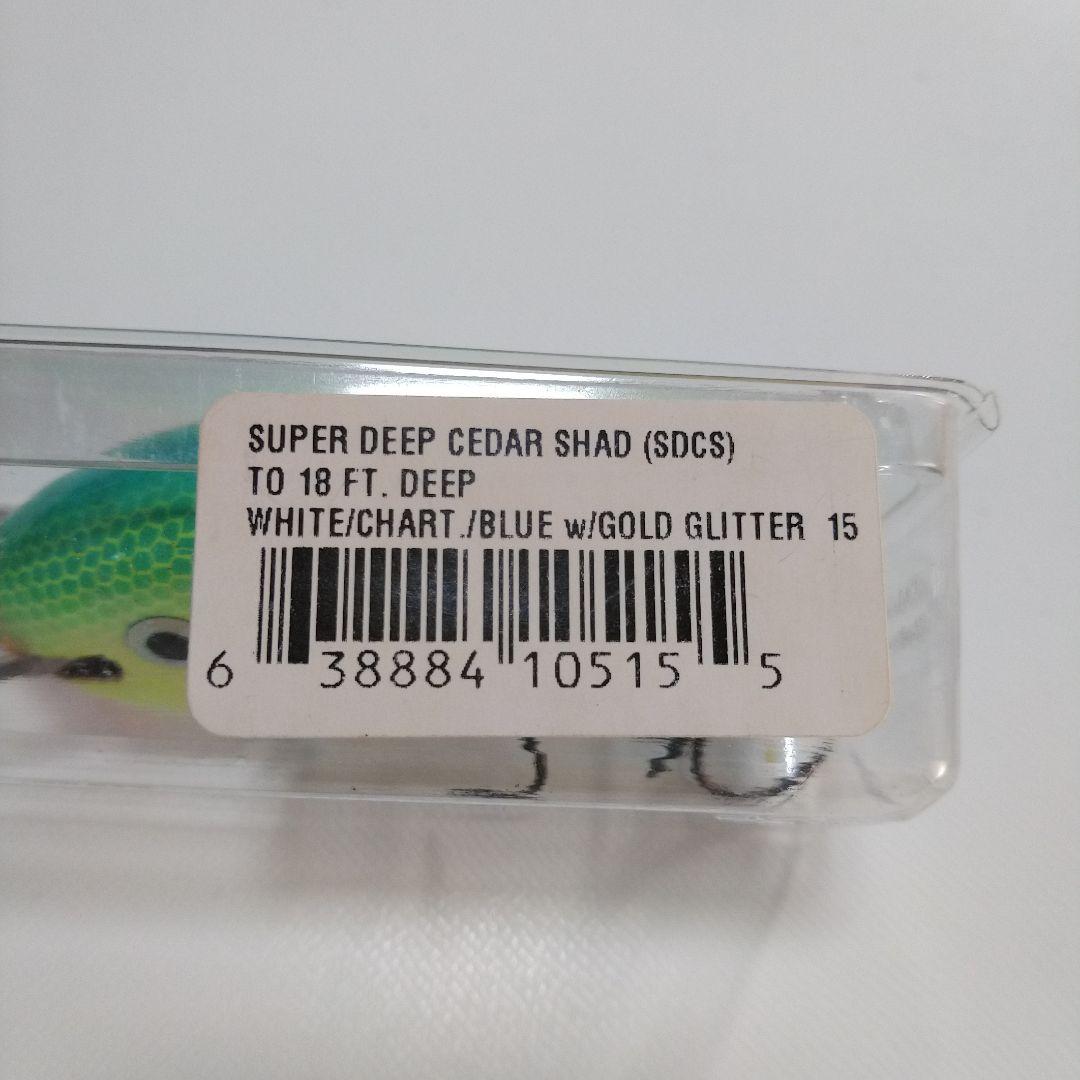 SUPER DEEP CEDAR SHAD (SDCS)
TO 18 FT. DEEP
WHITE/CHART./BLUE w/GOLD GLITTER 15
6 38884 10515 5